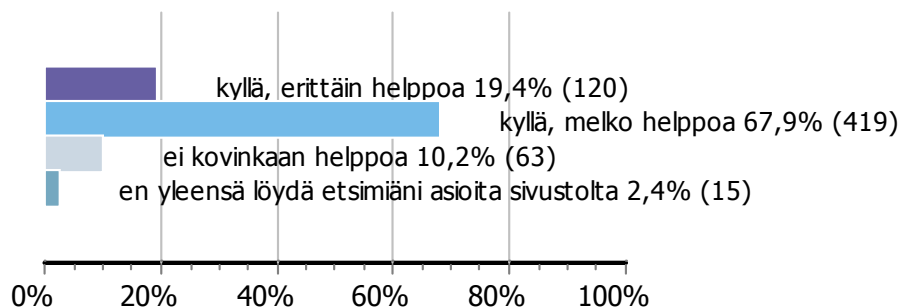 kyllä, erittäin helppoa 19,4% (120)
kyllä, melko helppoa 67,9% (419)
ei kovinkaan helppoa 10,2% (63)
en yleensä löydä etsimiäni asioita sivustolta 2,4% (15)
0% 20% 40% 60% 80% 100%